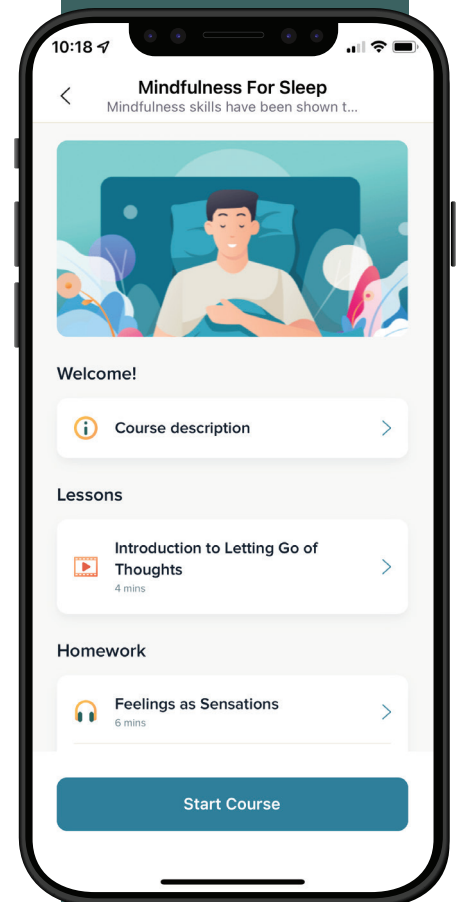 10:18
Mindfulness For Sleep
Mindfulness skills have been shown t...
Welcome!
Course description
Lessons
Introduction to Letting Go of
Thoughts
4 mins
Homework
Feelings as Sensations
6 mins
Start Course